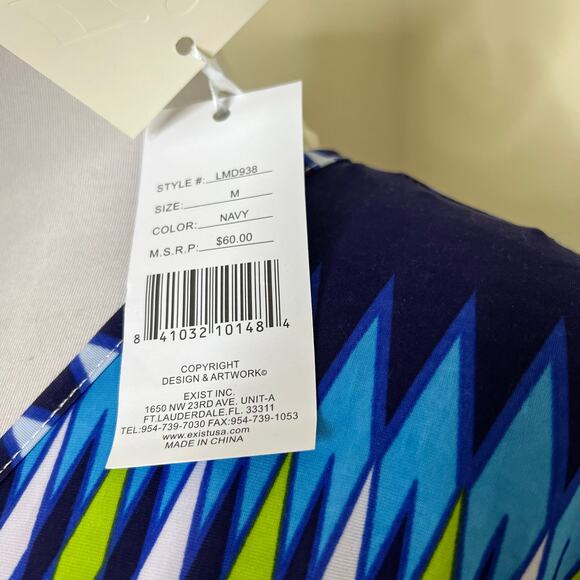 STYLE #: LMD938
SIZE: M
COLOR: NAVY
M.S.R.P: $60.00
8 41032 10148 4
COPYRIGHT
DESIGN & ARTWORK©
EXIST INC.
1650 NW 23RD AVE. UNIT-A
FT.LAUDERDALE.FL. 33311
TEL:954-739-7030 FAX:954-739-1053
www.existusa.com
MADE IN CHINA